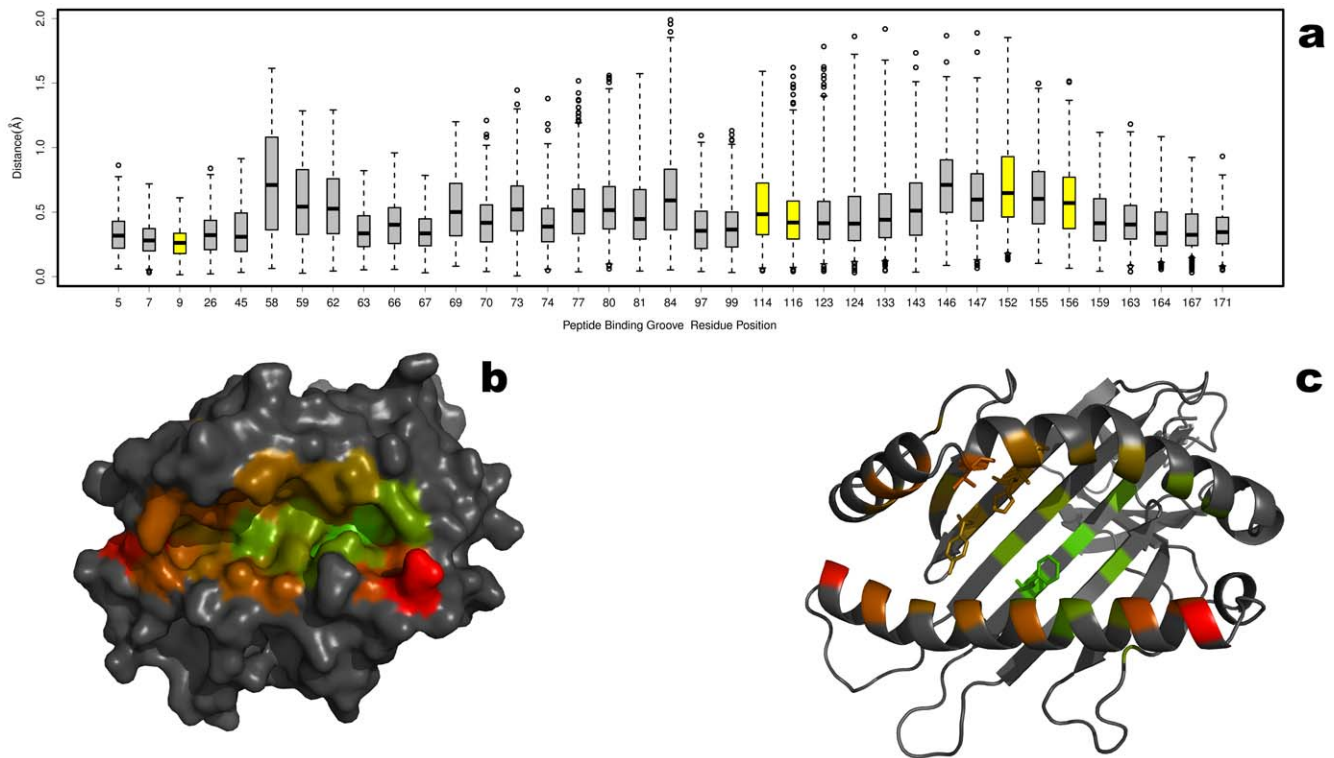 a
2.0
1.5
1.0
0.5
0.0
Distance(Å)
5 7 9 26 45 58 59 62 63 66 67 69 70 73 74 77 80 81 84 97 99 114 116 123 124 133 143 146 147 152 155 156 159 163 164 167 171
Peptide Binding Groove Residue Position
b
c